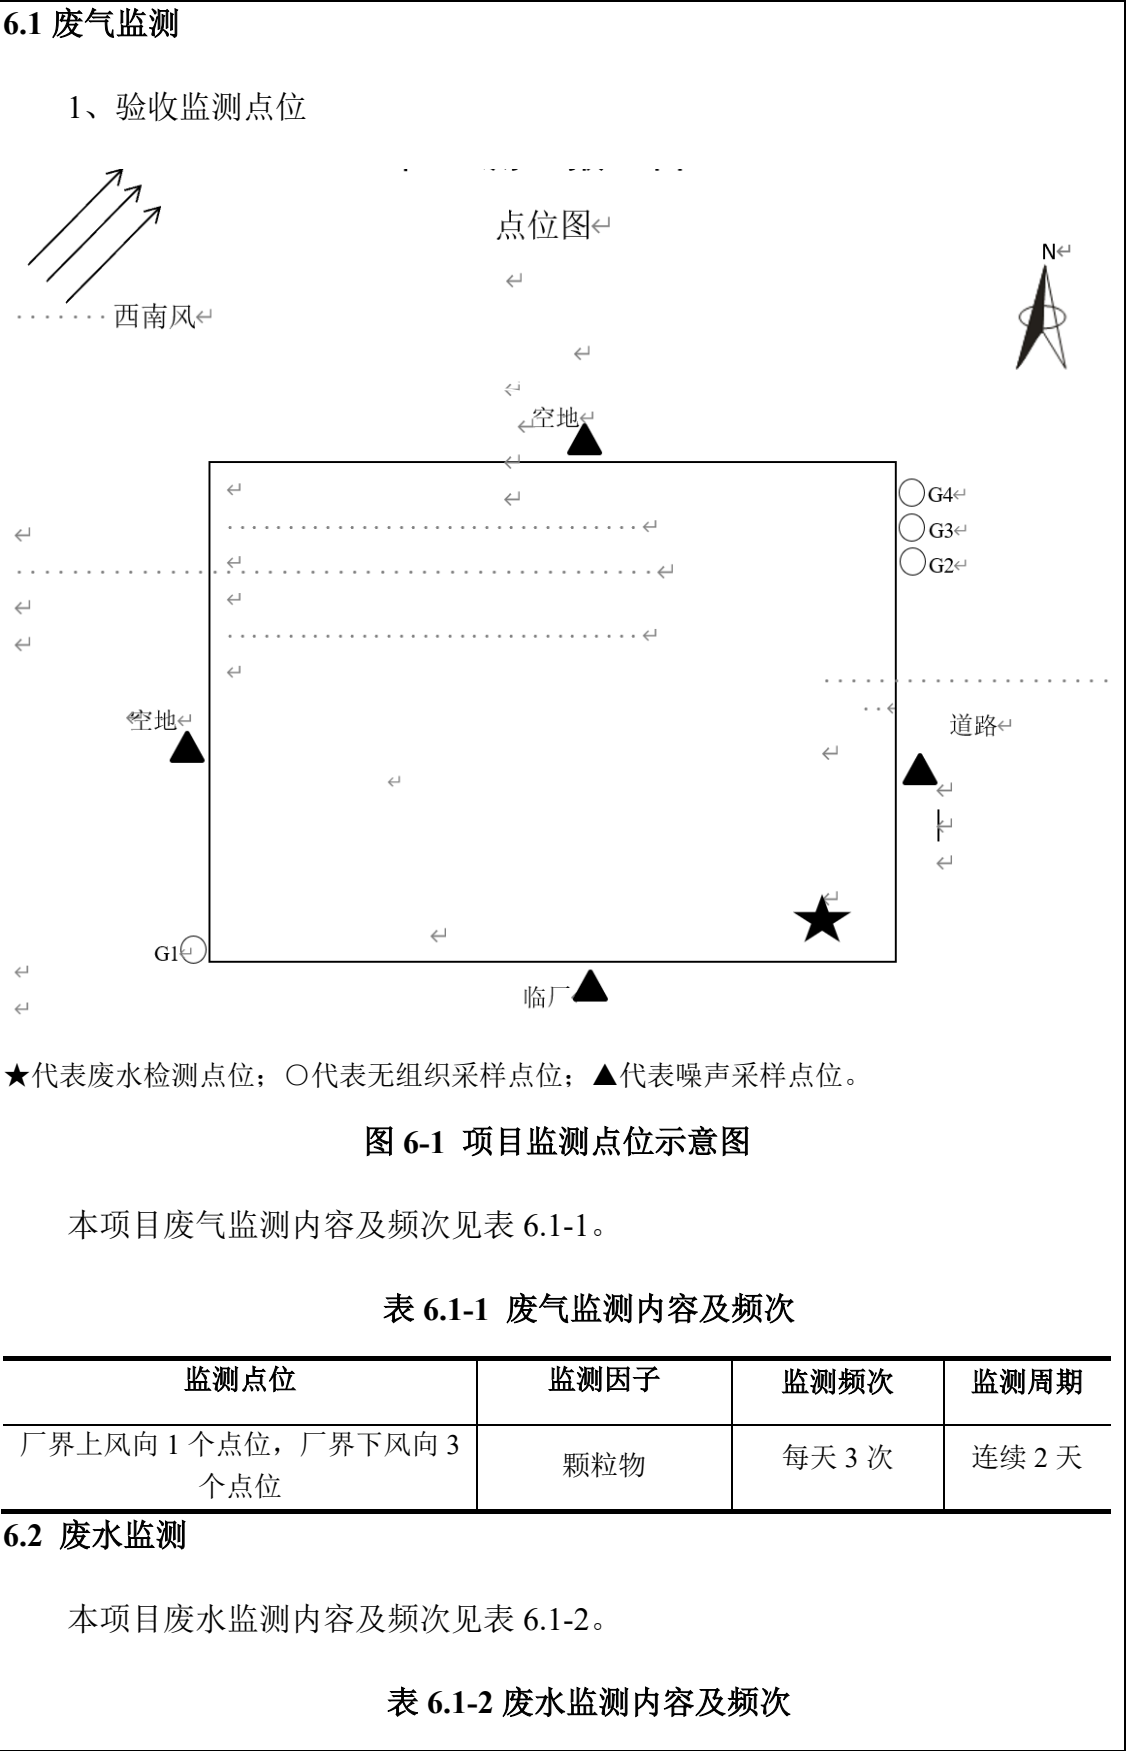 6.1 废气监测
1、验收监测点位
点位图
N
西南风
空地
G4
G3
G2
空地
道路
G1
临厂
★代表废水检测点位；○代表无组织采样点位；▲代表噪声采样点位。
图 6-1 项目监测点位示意图
本项目废气监测内容及频次见表 6.1-1。
表 6.1-1 废气监测内容及频次
监测点位 监测因子 监测频次 监测周期
厂界上风向 1 个点位，厂界下风向 3
个点位 颗粒物 每天 3 次 连续 2 天
6.2 废水监测
本项目废水监测内容及频次见表 6.1-2。
表 6.1-2 废水监测内容及频次